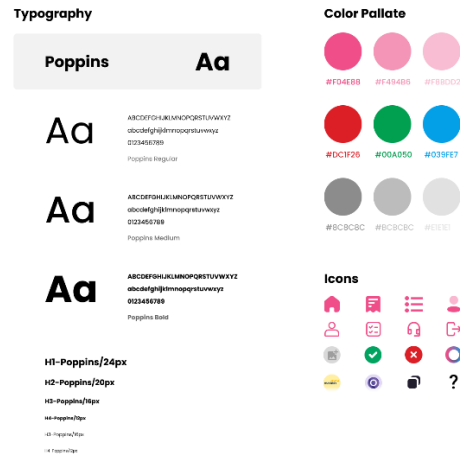 Typography
Poppins
Aa
Aa
ABCDEFGHIJKLMNOPQRSTUVWXYZ
abcdefghijklmnopqrstuvwxyz
0123456789
Poppins Regular
Aa
ABCDEFGHIJKLMNOPQRSTUVWXYZ
abcdefghijklmnopqrstuvwxyz
0123456789
Poppins Medium
Aa
ABCDEFGHIJKLMNOPQRSTUVWXYZ
abcdefghijklmnopqrstuvwxyz
0123456789
Poppins Bold
H1-Poppins/24px
H2-Poppins/20px
H3-Poppins/16px
Color Pallate
#F04E88
#F494B6
#DC1F26
#00A050
#039FE7
#8C8C8C
Icons
?